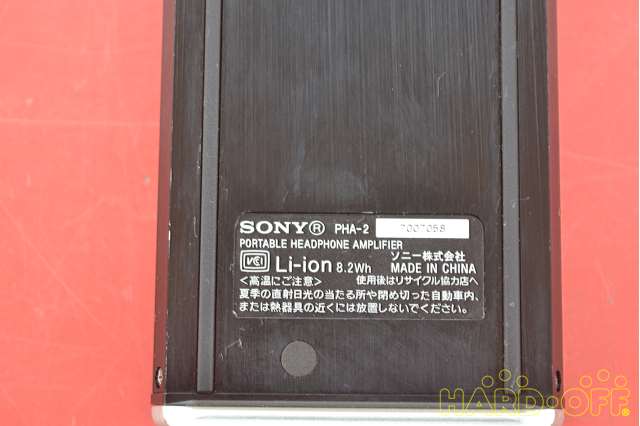 SONY® PHA-2 7007058
PORTABLE HEADPHONE AMPLIFIER
ソニー株式会社
VCCI Li-ion 8.2Wh MADE IN CHINA
<高温にご注意> 使用後はリサイクル協力店へ
夏季の直射日光の当たる所や閉め切った自動車内、
または熱器具の近くには放置しないでください。
HARD-OFF